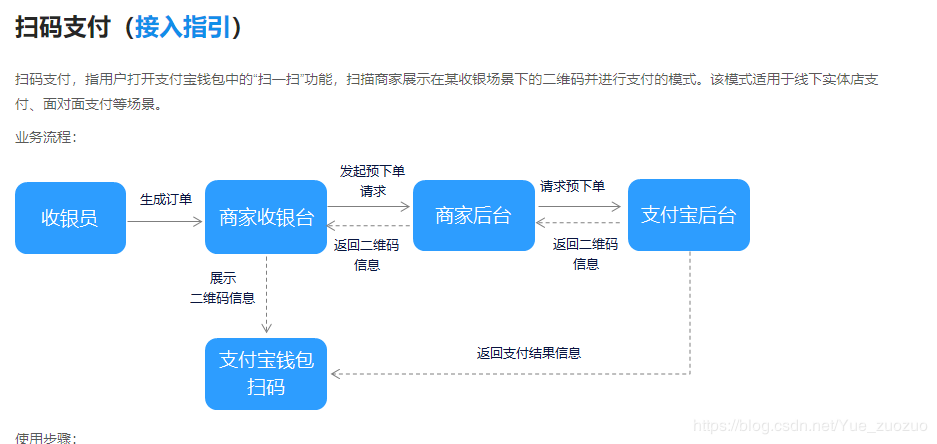 扫码支付（接入指引）
扫码支付，指用户打开支付宝钱包中的“扫一扫”功能，扫描商家展示在某收银场景下的二维码并进行支付的模式。该模式适用于线下实体店支
付、面对面支付等场景。
业务流程：
收银员
生成订单
商家收银台
发起预下单
请求
返回二维码
信息
商家后台
请求预下单
返回二维码
信息
支付宝后台
展示
二维码信息
支付宝钱包
扫码
返回支付结果信息
使用步骤：
https://blog.csdn.net/Yue_zuozuo